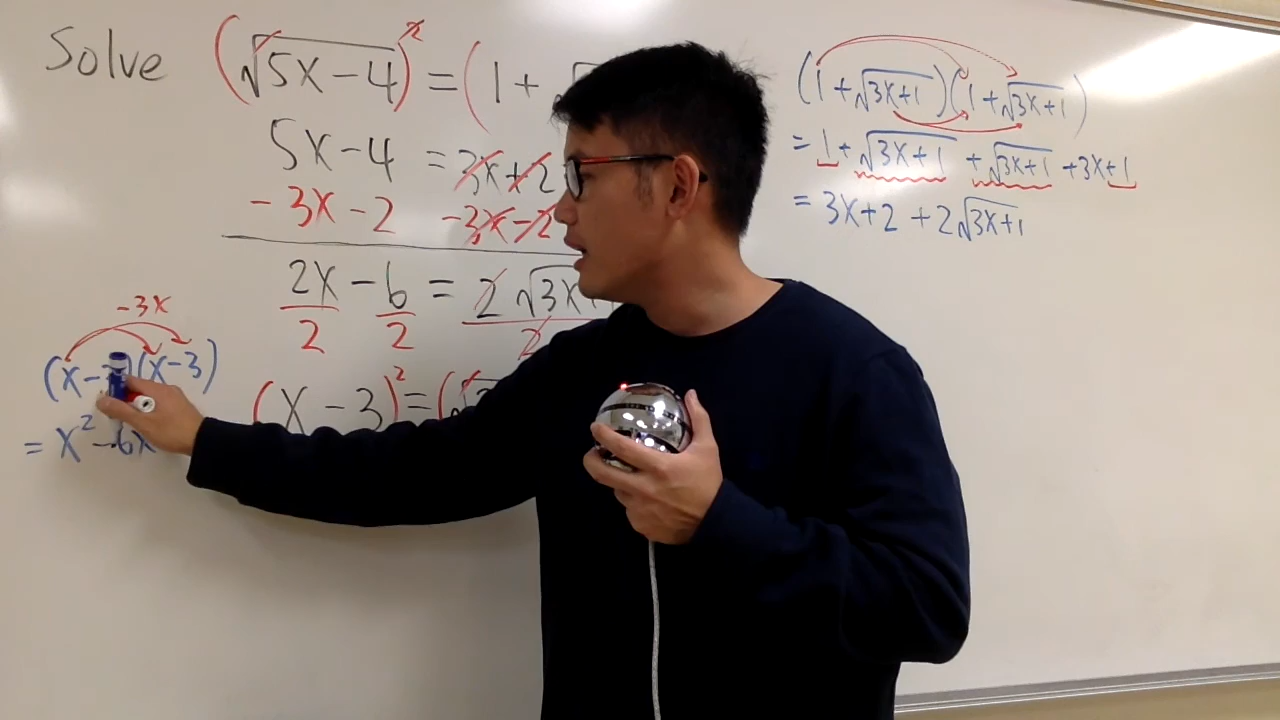 Solve (√5x-4)² = (1+√
5x-4 = 3x+2
-3x-2 -3x-2
2x-6 = 2√3x+
2 2 2
(x-3)² = (√
-3x
(x- )(x-3)
= x²-6x
(1+√3x+1)(1+√3x+1)
= 1+√3x+1 +√3x+1 +3x+1
= 3x+2 +2√3x+1